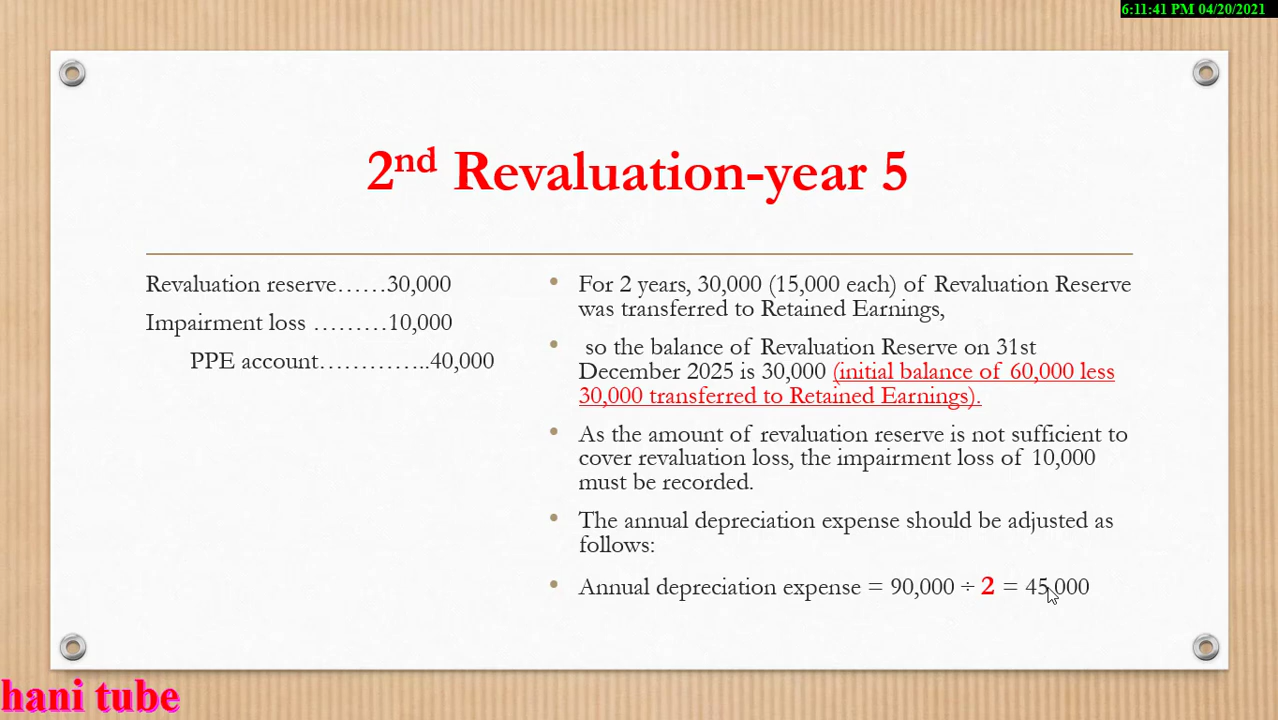 6:11:41 PM 04/20/2021
2nd Revaluation-year 5
Revaluation reserve……30,000
Impairment loss ………10,000
PPE account…………..40,000
• For 2 years, 30,000 (15,000 each) of Revaluation Reserve
was transferred to Retained Earnings,
• so the balance of Revaluation Reserve on 31st
December 2025 is 30,000 (initial balance of 60,000 less
30,000 transferred to Retained Earnings).
• As the amount of revaluation reserve is not sufficient to
cover revaluation loss, the impairment loss of 10,000
must be recorded.
• The annual depreciation expense should be adjusted as
follows:
• Annual depreciation expense = 90,000 ÷ 2 = 45,000
hani tube